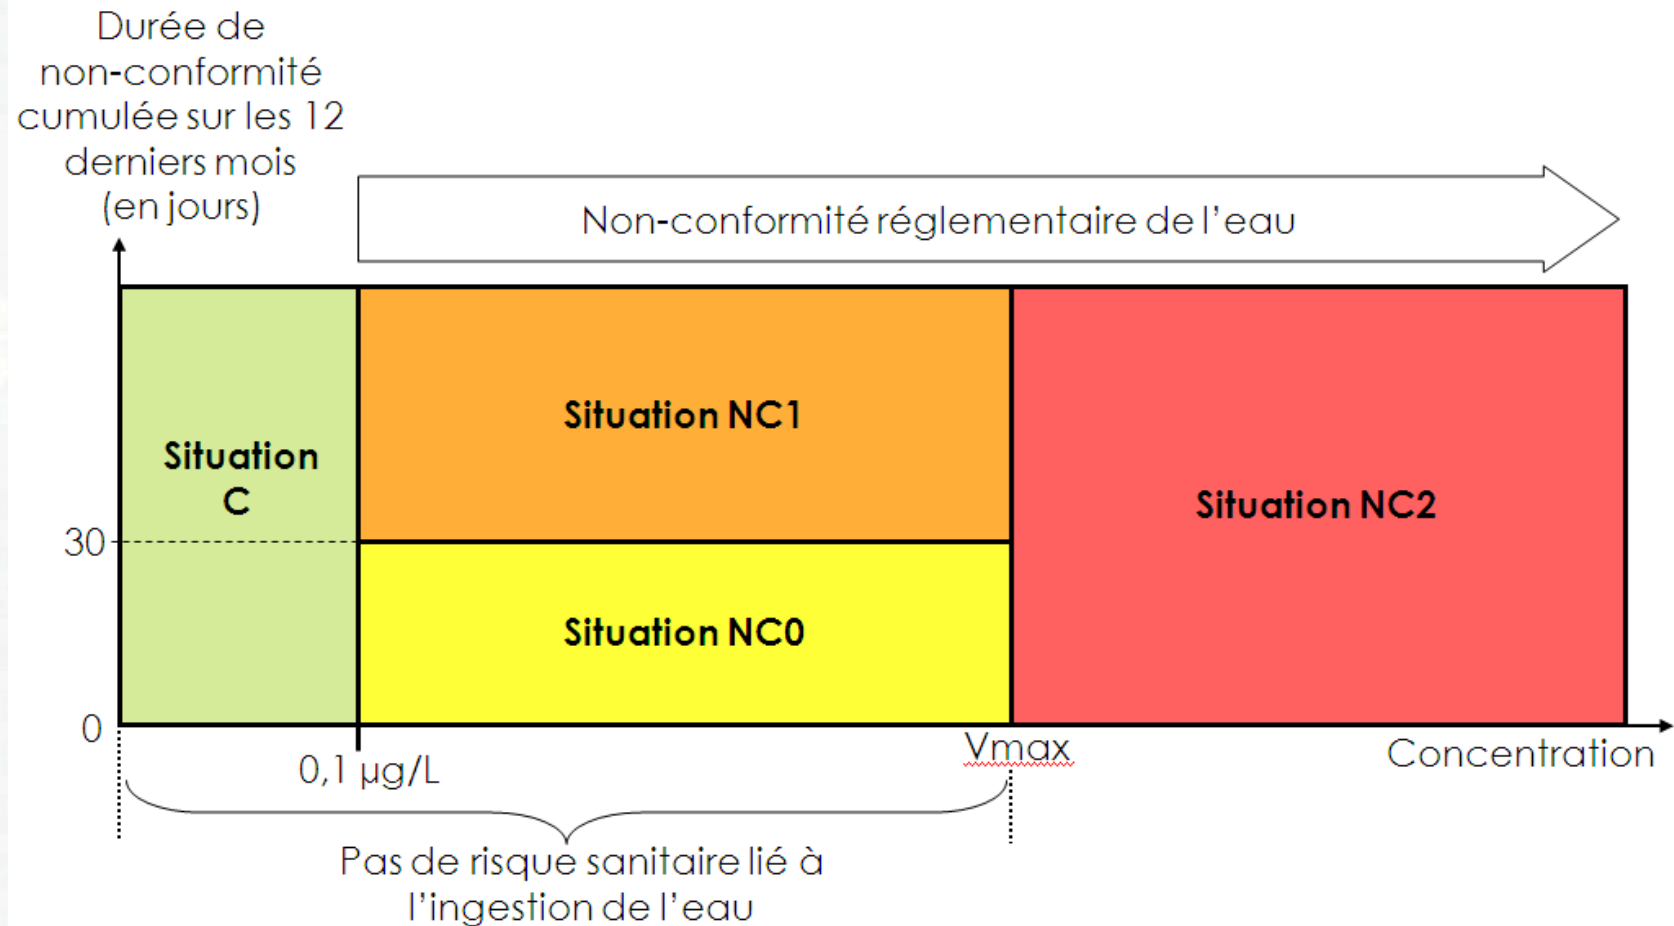 Durée de
non-conformité
cumulée sur les 12
derniers mois
(en jours)
Non-conformité réglementaire de l’eau
Situation NC1
Situation
C
Situation NC2
30
Situation NC0
0
Vmax
Concentration
0,1 µg/L
Pas de risque sanitaire lié à
l’ingestion de l’eau